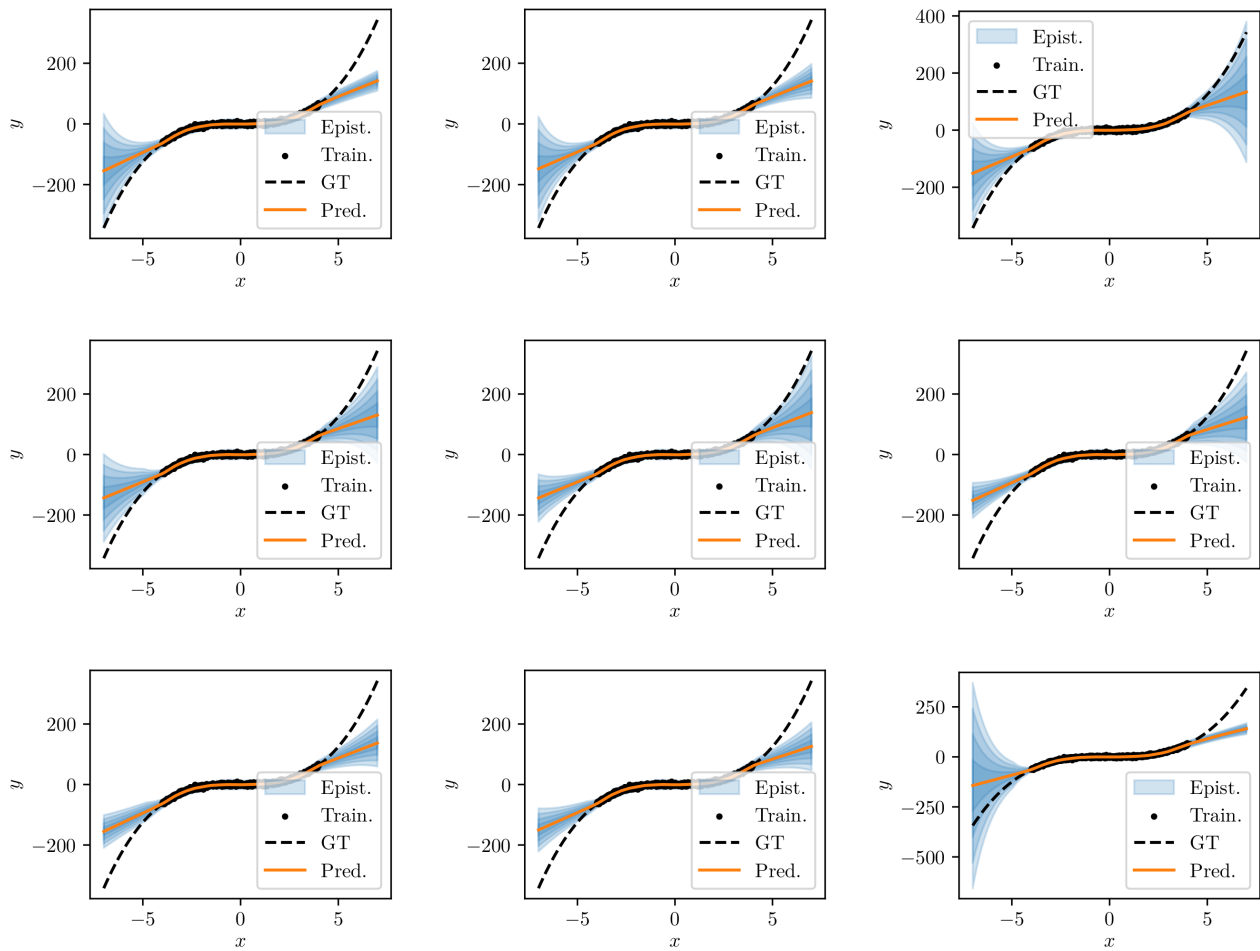 200
0
−200
y
Epist.
Train.
GT
Pred.
−5 0 5
x
200
0
−200
y
Epist.
Train.
GT
Pred.
−5 0 5
x
400
200
0
−200
y
Epist.
Train.
GT
Pred.
−5 0 5
x
200
0
−200
y
Epist.
Train.
GT
Pred.
−5 0 5
x
200
0
−200
y
Epist.
Train.
GT
Pred.
−5 0 5
x
200
0
−200
y
Epist.
Train.
GT
Pred.
−5 0 5
x
200
0
−200
y
Epist.
Train.
GT
Pred.
−5 0 5
x
200
0
−200
y
Epist.
Train.
GT
Pred.
−5 0 5
x
250
0
−250
−500
y
Epist.
Train.
GT
Pred.
−5 0 5
x